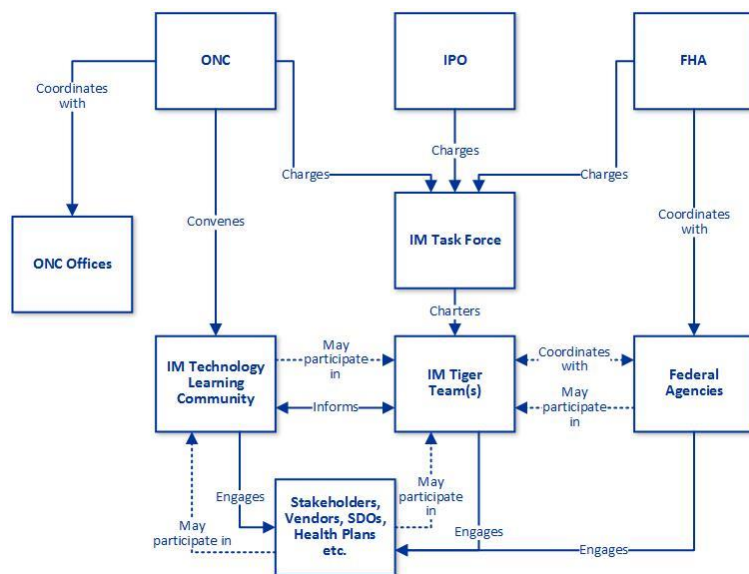 ONC
IPO
FHA
Coordinates
with
Charges
Charges
Charges
ONC Offices
Convenes
IM Task Force
Coordinates
with
Charters
IM Technology
Learning
Community
May
participate
in
IM Tiger
Team(s)
Coordinates
with
Federal
Agencies
Informs
May
participate
in
May
participate in
Engages
Stakeholders,
Vendors, SDOs,
Health Plans
etc.
May
participate in
Engages
Engages